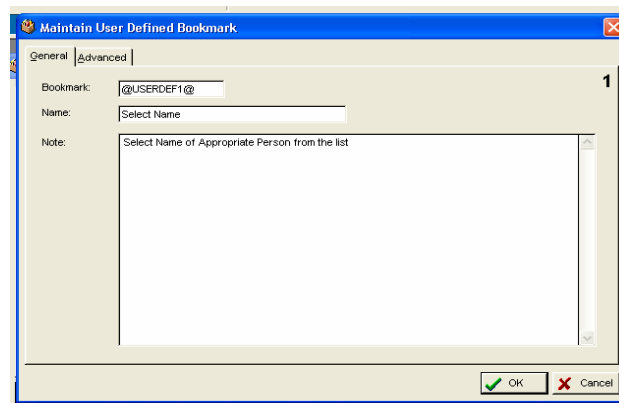 Maintain User Defined Bookmark
General Advanced
1
Bookmark: @USERDEF1@
Name: Select Name
Note: Select Name of Appropriate Person from the list
OK Cancel